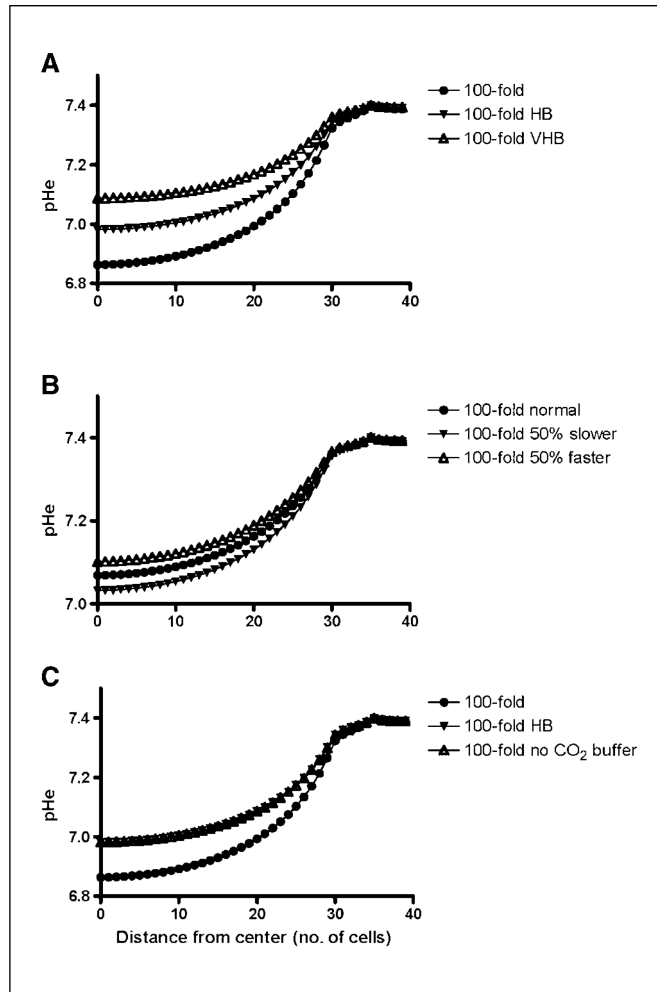 A
7.4
7.2
7.0
6.8
pHe
0 10 20 30 40
100-fold
100-fold HB
100-fold VHB
B
7.4
7.2
7.0
pHe
0 10 20 30 40
100-fold normal
100-fold 50% slower
100-fold 50% faster
C
7.4
7.2
7.0
6.8
pHe
0 10 20 30 40
Distance from center (no. of cells)
100-fold
100-fold HB
100-fold no CO₂ buffer